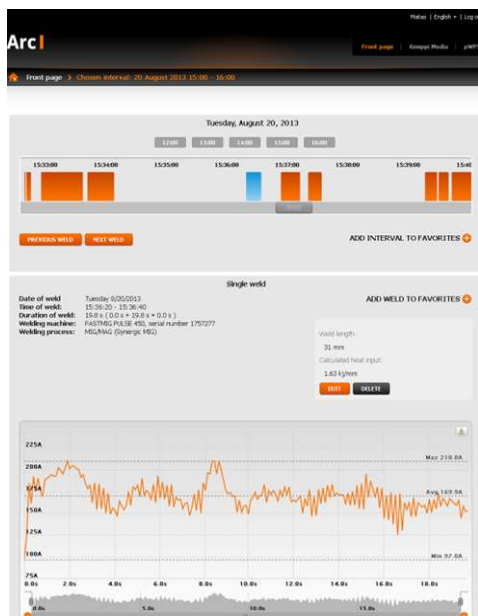 Matias | English | Log o
Arc
Front page | Kemppi Media | pWPS
Front page > Chosen interval: 20 August 2013 15:00 - 16:00
Tuesday, August 20, 2013
12:00 13:00 14:00 15:00 16:00
15:33:00 15:34:00 15:35:00 15:36:00 15:37:00 15:38:00 15:39:00 15:40
PREVIOUS WELD NEXT WELD ADD INTERVAL TO FAVORITES
Single weld
Date of weld Tuesday 8/20/2013 ADD WELD TO FAVORITES
Time of weld: 15:36:20 - 15:36:40
Duration of weld: 19.8 s ( 0.0 s + 19.8 s + 0.0 s )
Welding machine: FASTMIG PULSE 450, serial number 1757277
Welding process: MIG/MAG (Synergic MIG)
Weld length:
31 mm
Calculated heat input:
1.63 kJ/mm
EDIT DELETE
225A
Max 210.0A
200A
175A
Avg 169.9A
150A
125A
100A
Min 97.0A
75A
0.0s 2.0s 4.0s 6.0s 8.0s 10.0s 12.0s 14.0s 16.0s 18.0s
0.0s 5.0s 10.0s 15.0s